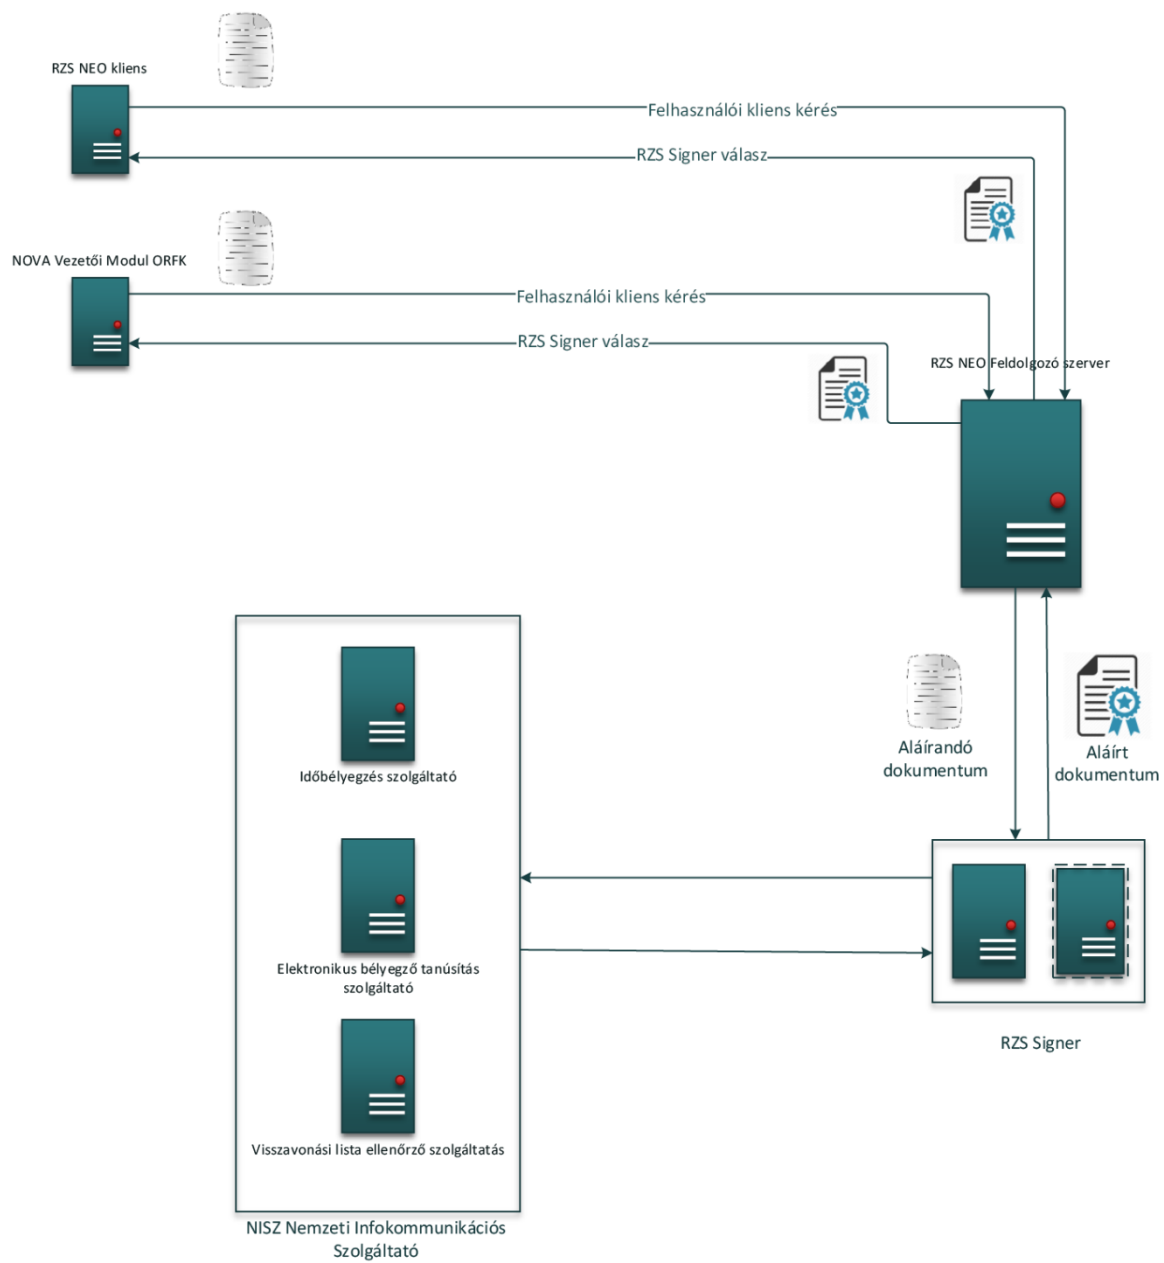 RZS NEO kliens
Felhasználói kliens kérés
RZS Signer válasz
NOVA Vezetői Modul ORFK
Felhasználói kliens kérés
RZS Signer válasz
RZS NEO Feldolgozó szerver
Aláírandó
dokumentum
Aláírt
dokumentum
Időbélyegzés szolgáltató
Elektronikus bélyegző tanúsítás
szolgáltató
RZS Signer
Visszavonási lista ellenőrző szolgáltatás
NISZ Nemzeti Infokommunikációs
Szolgáltató